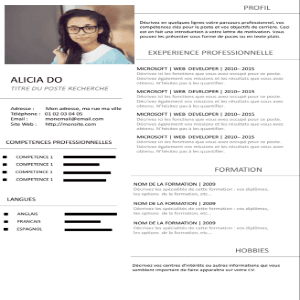 ALICIA DO
TITRE DU POSTE RECHERCHE
Adresse : Mon adresse, ma rue ma ville
Téléphone : 01 02 03 04 05
Email : monemail@email.com
Site Web : http://monsite.com
COMPETENCES PROFESSIONNELLES
COMPETENCE 1
COMPETENCE 1
COMPETENCE 1
COMPETENCE 1
LANGUES
ANGLAIS
FRANCAIS
ESPAGNOL
PROFIL
Décrivez en quelques lignes votre parcours professionnel, vos
compétences clés pour le poste et vos objectifs de carrière. Ceci
est en fait une introduction à votre lettre de motivation. Vous
pouvez les présenter sous forme de puces ou en texte plein.
EXEPERIENCE PROFESSIONNELLE
MICROSOFT | WEB DEVELOPER | 2010– 2015
Décrire ici les fonctions que vous avez occupé pour ce poste.
Décrivez également vos missions et vos résultats que vous avez
obtenu. N'hésitez pas à les quantifier.
MICROSOFT | WEB DEVELOPER | 2010– 2015
Décrire ici les fonctions que vous avez occupé pour ce poste.
Décrivez également vos missions et vos résultats que vous avez
obtenu. N'hésitez pas à les quantifier.
MICROSOFT | WEB DEVELOPER | 2010– 2015
Décrire ici les fonctions que vous avez occupé pour ce poste.
Décrivez également vos missions et vos résultats que vous avez
obtenu. N'hésitez pas à les quantifier.
MICROSOFT | WEB DEVELOPER | 2010– 2015
Décrire ici les fonctions que vous avez occupé pour ce poste.
Décrivez également vos missions et vos résultats que vous avez
obtenu. N'hésitez pas à les quantifier.
FORMATION
NOM DE LA FORMATION | 2009
Décrivez les spécialités de cette formation : vos diplômes,
les options de la formation etc..
NOM DE LA FORMATION | 2009
Décrivez les spécialités de cette formation : vos diplômes,
les options de la formation etc..
NOM DE LA FORMATION | 2009
Décrivez les spécialités de cette formation : vos diplômes,
les options de la formation etc..
HOBBIES
Décrivez vos centres d'intérêts ou autres informations qui vous
semblent important de faire apparaître sur votre CV.